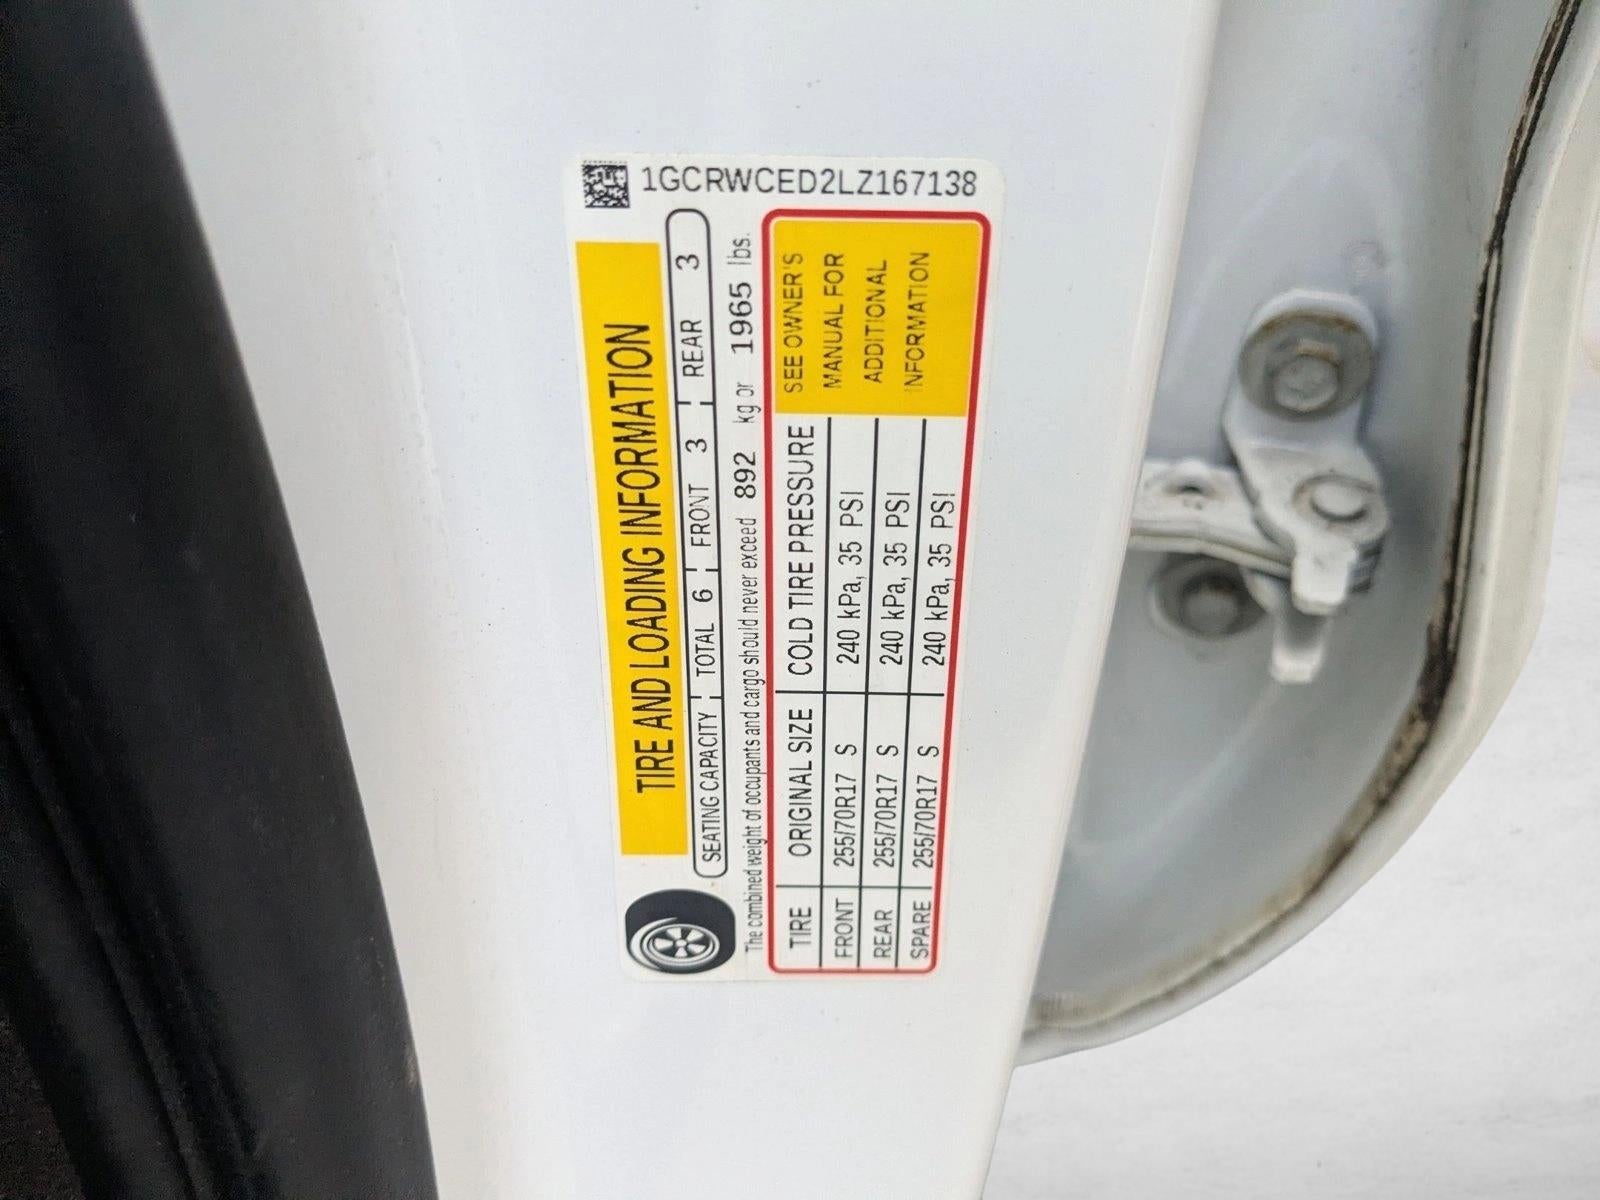 1GCRWCED2LZ167138
TIRE AND LOADING INFORMATION
SEATING CAPACITY TOTAL 6 FRONT 3 REAR 3
The combined weight of occupants and cargo should never exceed 892 kg or 1965 lbs.
TIRE ORIGINAL SIZE COLD TIRE PRESSURE
FRONT 255/70R17 S 240 kPa, 35 PSI
REAR 255/70R17 S 240 kPa, 35 PSI
SPARE 255/70R17 S 240 kPa, 35 PSI
SEE OWNER'S
MANUAL FOR
ADDITIONAL
INFORMATION